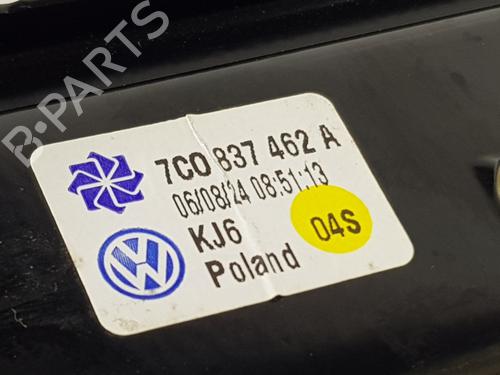 7C0 837 462 A
06/08/24 08:51:13
KJ6
04S
Poland
B-PARTS